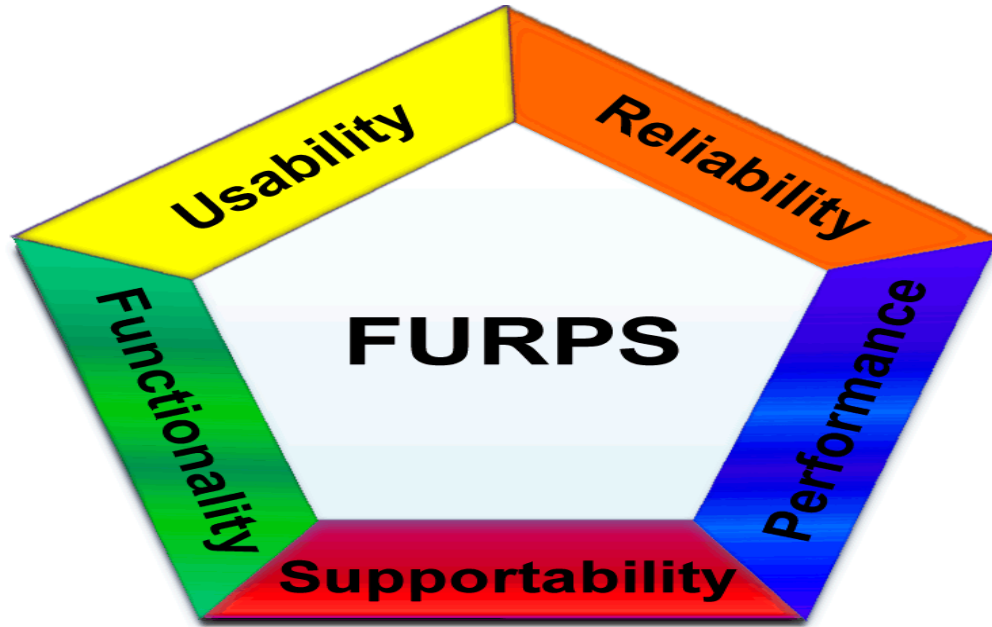 Usability
Reliability
Functionality
FURPS
Performance
Supportability